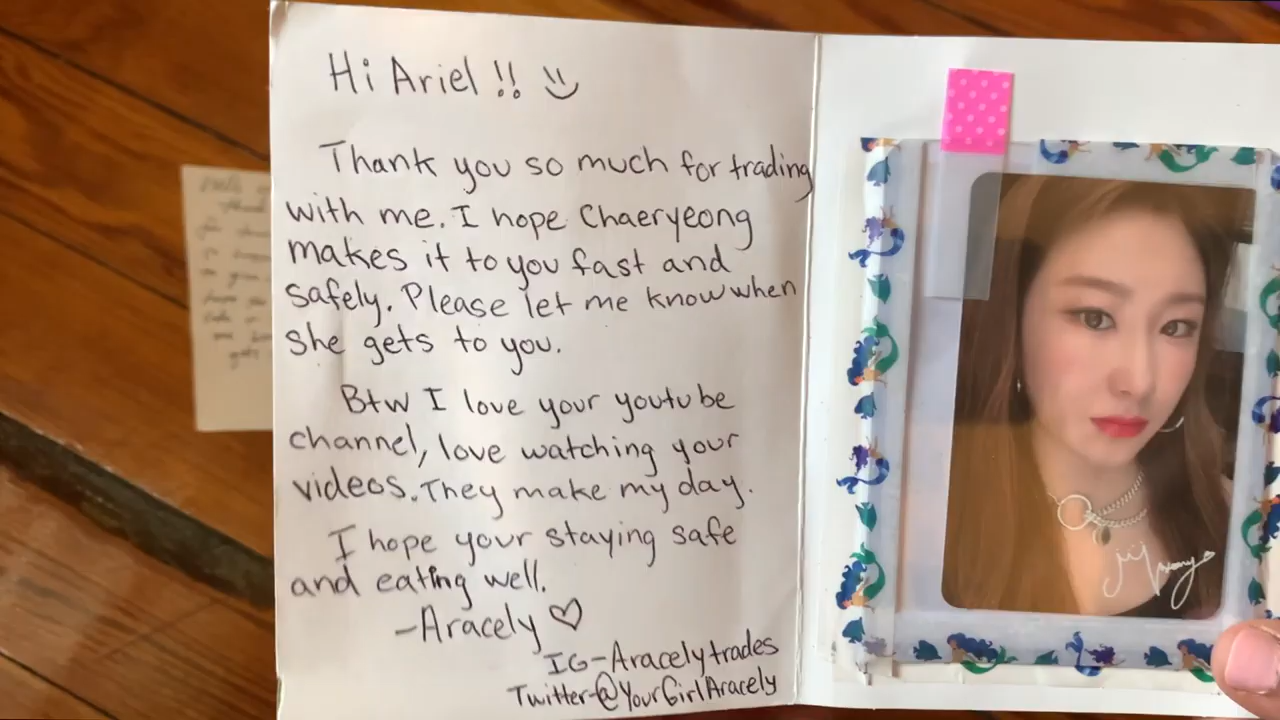 Hi Ariel !!
Thank you so much for trading
with me. I hope Chaeryeong
makes it to you fast and
safely. Please let me know when
she gets to you.
Btw I love your youtube
channel, love watching your
videos. They make my day.
I hope your staying safe
and eating well.
-Aracely ♡
IG-Aracelytrades
Twitter-@YourGirlAracely